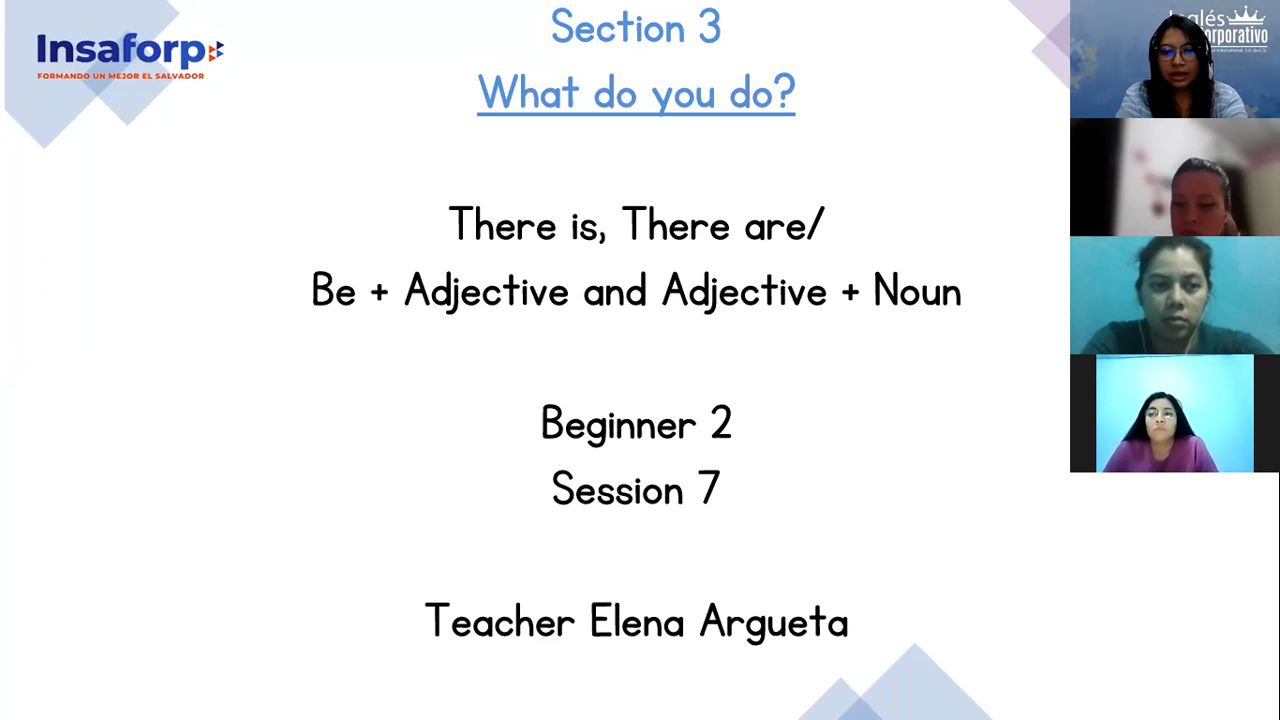 Section 3
What do you do?
Insaforp
FORMANDO UN MEJOR EL SALVADOR
There is, There are/
Be + Adjective and Adjective + Noun
Beginner 2
Session 7
Teacher Elena Argueta